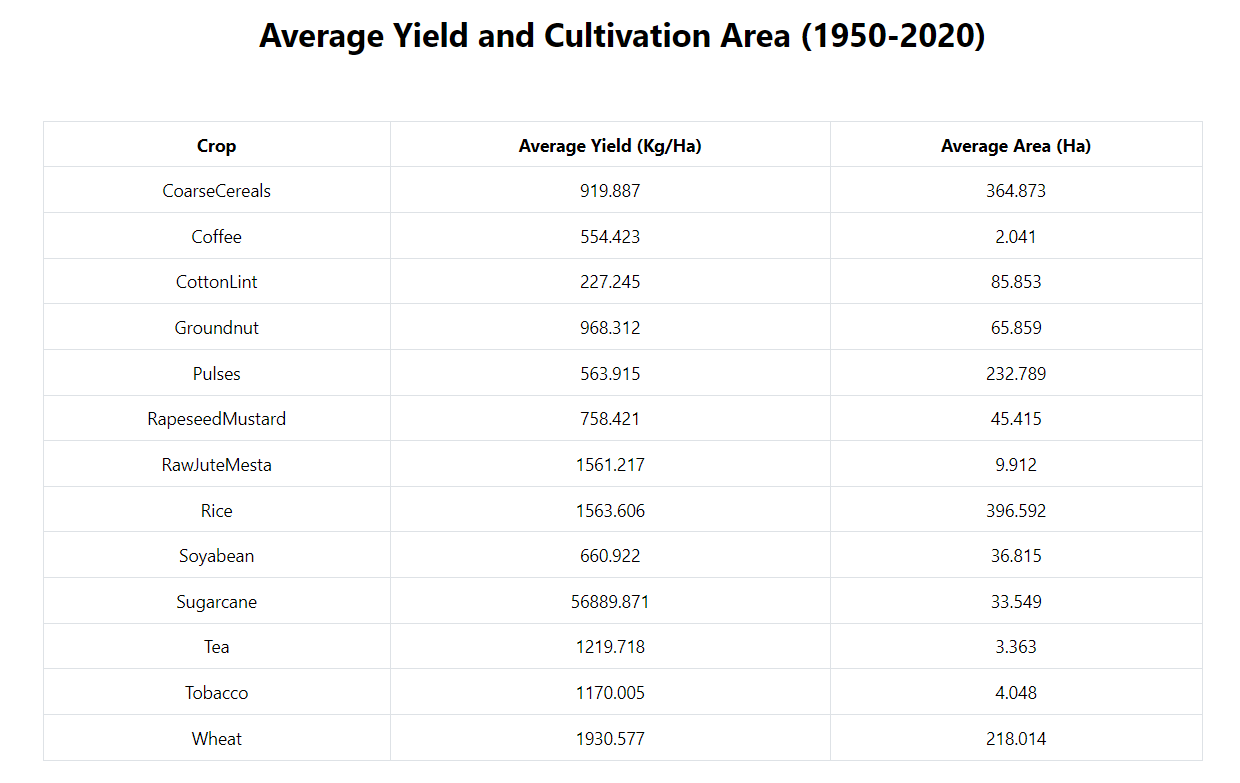 Average Yield and Cultivation Area (1950-2020)
Crop Average Yield (Kg/Ha) Average Area (Ha)
CoarseCereals 919.887 364.873
Coffee 554.423 2.041
CottonLint 227.245 85.853
Groundnut 968.312 65.859
Pulses 563.915 232.789
RapeseedMustard 758.421 45.415
RawJuteMesta 1561.217 9.912
Rice 1563.606 396.592
Soyabean 660.922 36.815
Sugarcane 56889.871 33.549
Tea 1219.718 3.363
Tobacco 1170.005 4.048
Wheat 1930.577 218.014